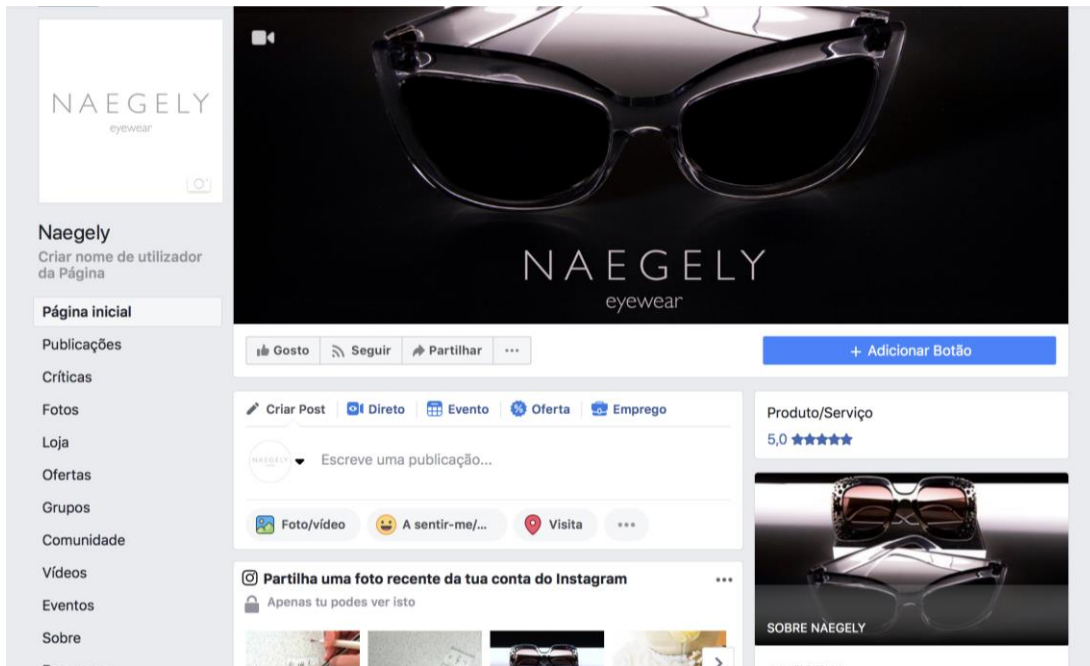 NAEGELY
eyewear
Naegely
Criar nome de utilizador
da Página
Página inicial
Publicações
Críticas
Fotos
Loja
Ofertas
Grupos
Comunidade
Vídeos
Eventos
Sobre
NAEGELY
eyewear
Gosto
Seguir
Partilhar
+ Adicionar Botão
Criar Post
Direto
Evento
Oferta
Emprego
NAEGELY
Escreve uma publicação...
Foto/vídeo
A sentir-me/...
Visita
Partilha uma foto recente da tua conta do Instagram
Apenas tu podes ver isto
Produto/Serviço
5,0
SOBRE NAEGELY